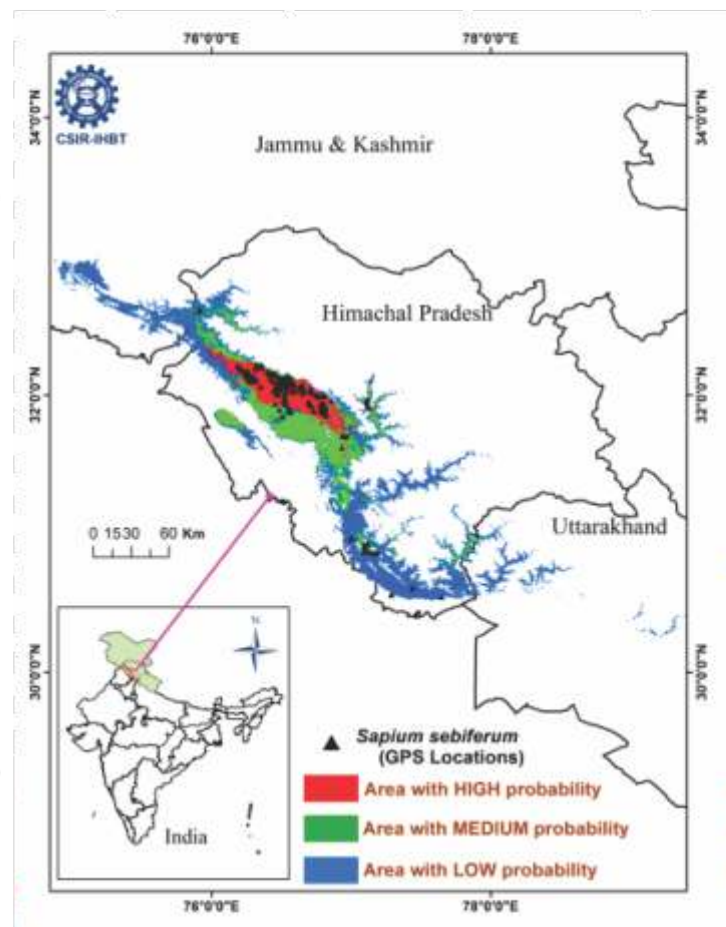 76°0'0"E 78°0'0"E
34°0'0"N 34°0'0"N
CSIR-IHBT
Jammu & Kashmir
Himachal Pradesh
32°0'0"N 32°0'0"N
Uttarakhand
0 1530 60 Km
30°0'0"N 30°0'0"N
N
India
Sapium sebiferum
(GPS Locations)
Area with HIGH probability
Area with MEDIUM probability
Area with LOW probability
76°0'0"E 78°0'0"E